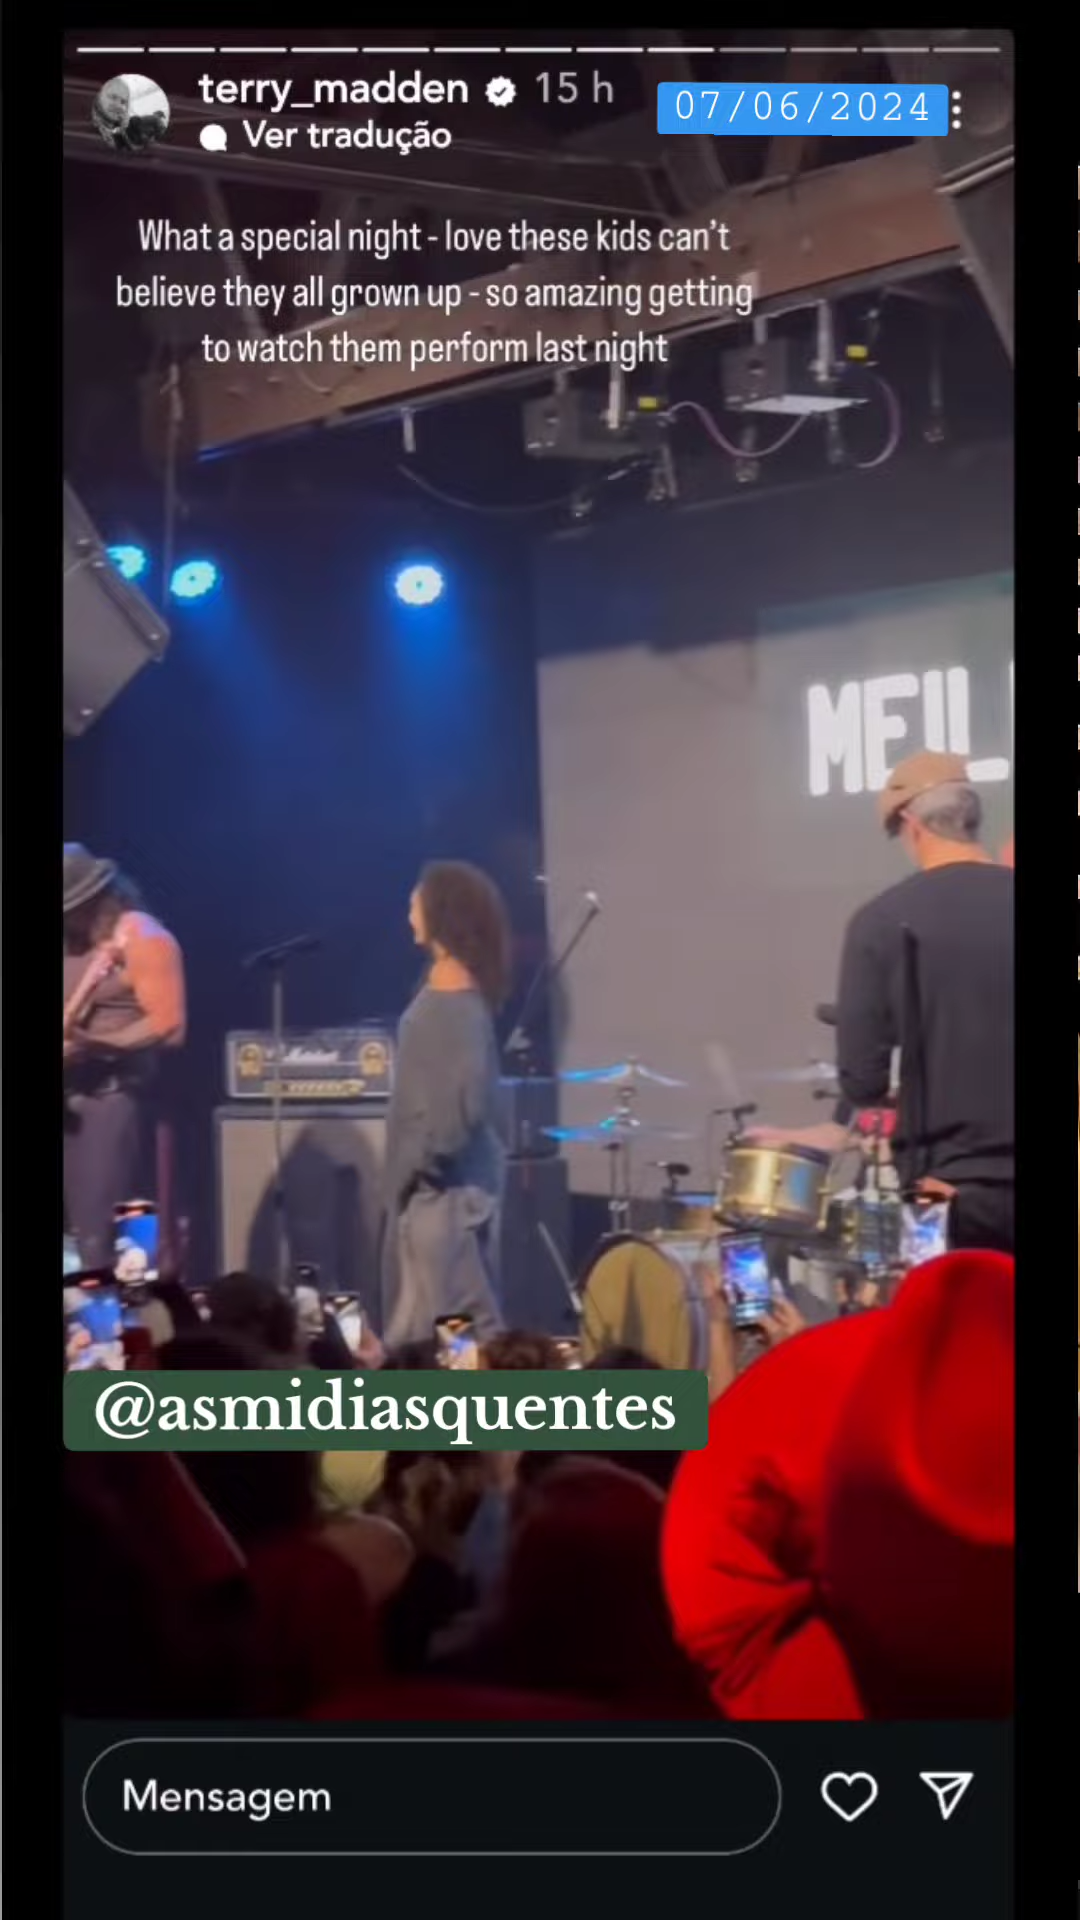 terry_madden 15 h
07/06/2024
Ver tradução
What a special night - love these kids can't
believe they all grown up - so amazing getting
to watch them perform last night
MEIL
Marshall
@asmidiasquentes
Mensagem